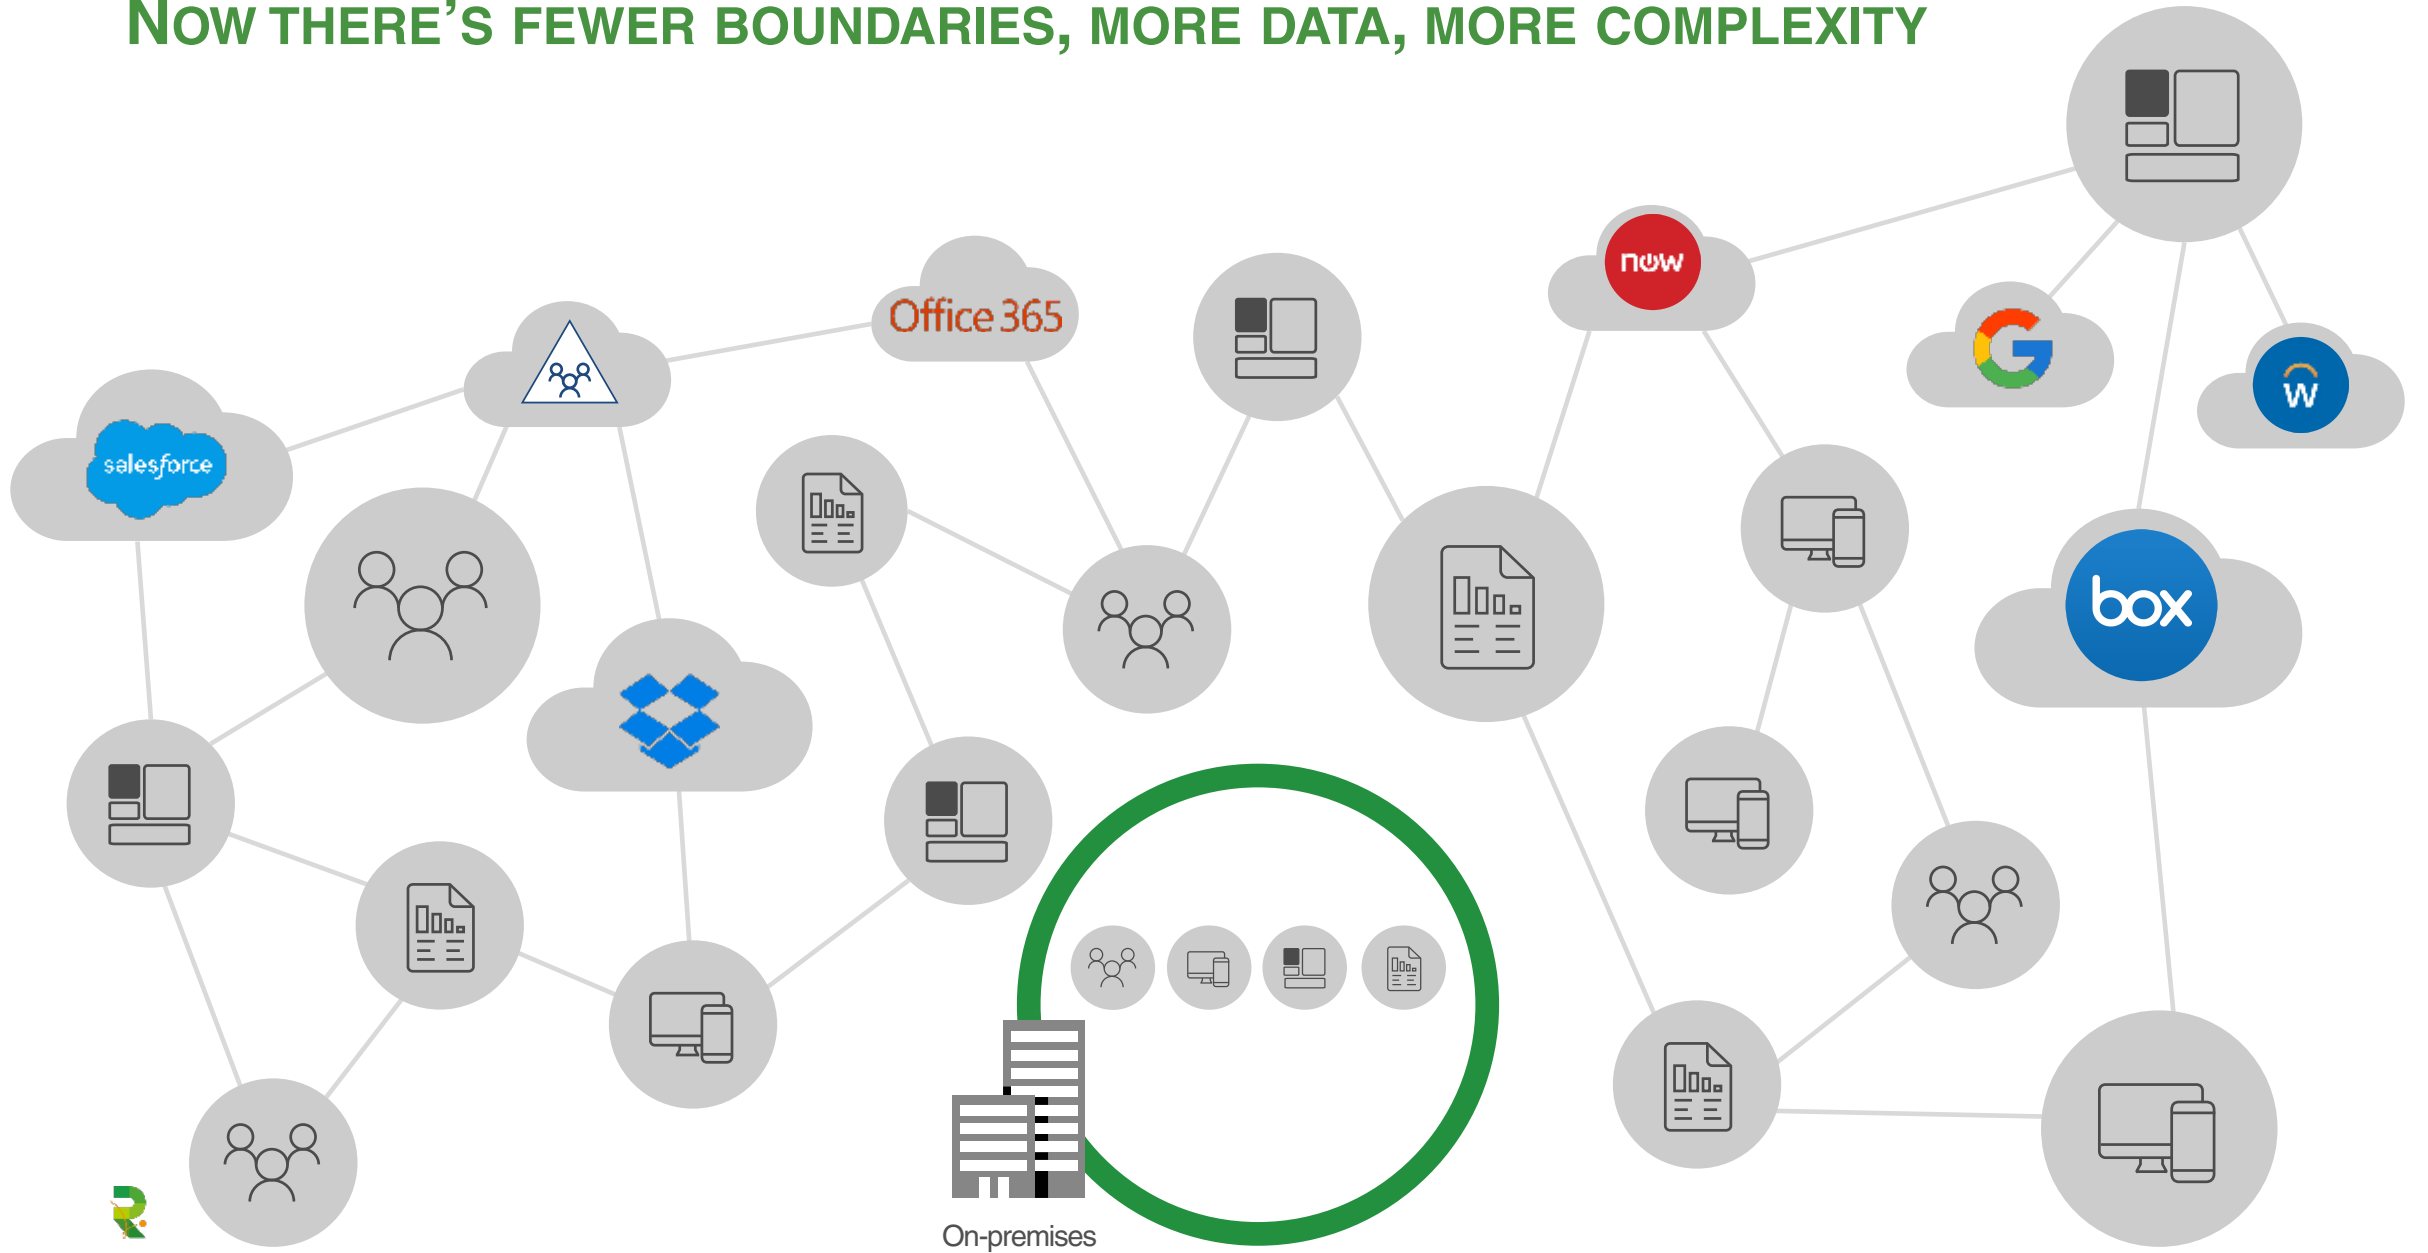 NOW THERE'S FEWER BOUNDARIES, MORE DATA, MORE COMPLEXITY
now
Office 365
W
salesforce
box
On-premises